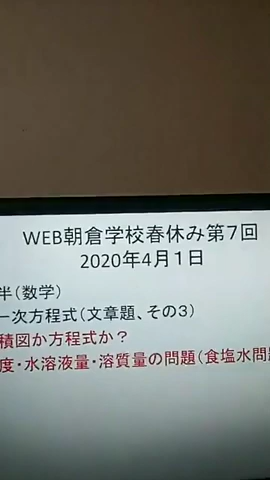 WEB朝倉学校春休み第7回
2020年4月1日
半(数学)
一次方程式(文章題、その3)
積図か方程式か？
度・水溶液量・溶質量の問題(食塩水問題